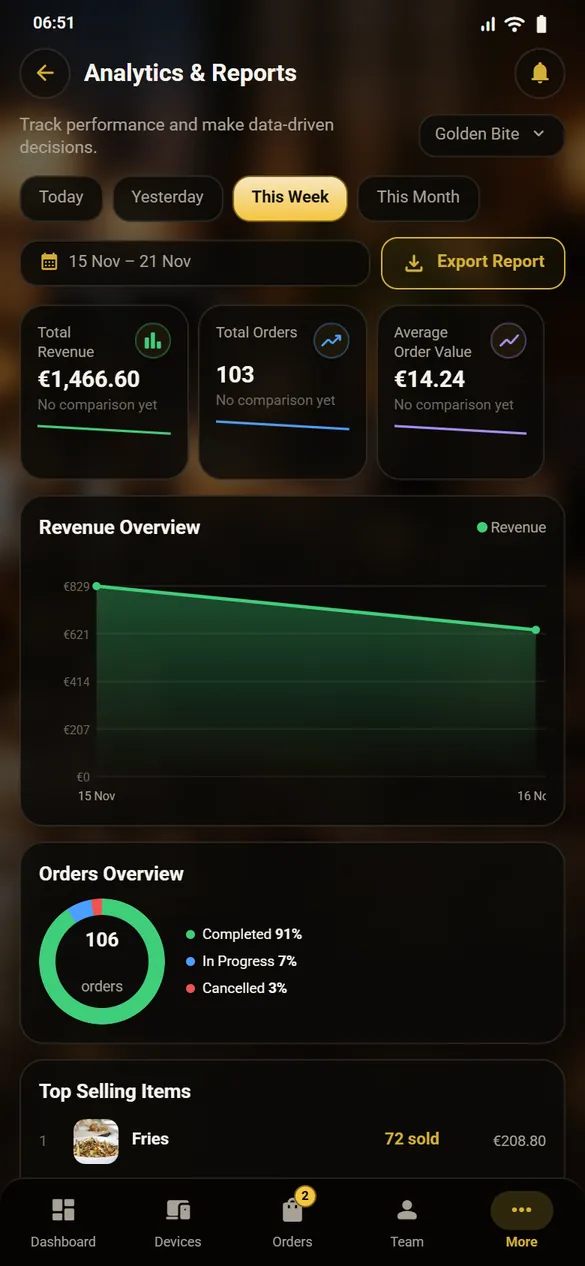 06:51
Analytics & Reports
Track performance and make data-driven
decisions.
Golden Bite
Today
Yesterday
This Week
This Month
15 Nov – 21 Nov
Export Report
Total
Revenue
€1,466.60
No comparison yet
Total Orders
103
No comparison yet
Average
Order Value
€14.24
No comparison yet
Revenue Overview
Revenue
€829
€621
€414
€207
€0
15 Nov
16 No
Orders Overview
106
orders
Completed 91%
In Progress 7%
Cancelled 3%
Top Selling Items
1
Fries
72 sold
€208.80
2
Dashboard
Devices
Orders
Team
More